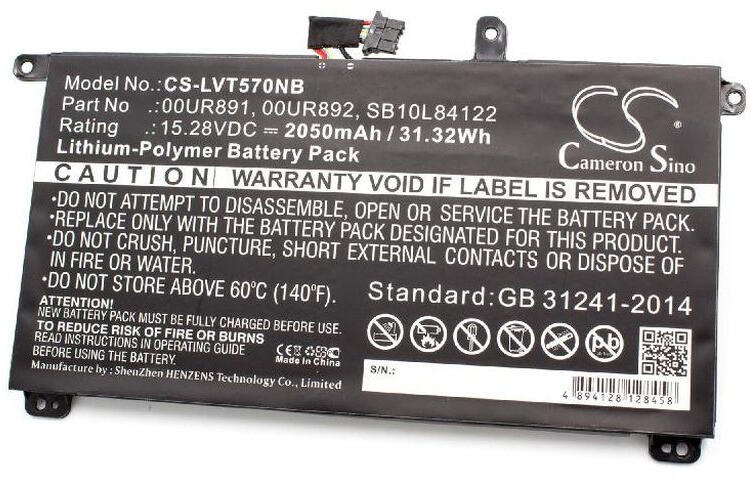 Model No.: CS-LVT570NB
Part No : 00UR891, 00UR892, SB10L84122
Rating : 15.28VDC ⎓ 2050mAh / 31.32Wh
Lithium-Polymer Battery Pack
CS
Cameron Sino
CAUTION WARRANTY VOID IF LABEL IS REMOVED
•DO NOT ATTEMPT TO DISASSEMBLE, OPEN OR SERVICE THE BATTERY PACK.
•REPLACE ONLY WITH THE BATTERY PACK DESIGNATED FOR THIS PRODUCT.
•DO NOT CRUSH, PUNCTURE, SHORT EXTERNAL CONTACTS OR DISPOSE OF
IN FIRE OR WATER.
•DO NOT STORE ABOVE 60°C (140°F).
Standard:GB 31241-2014
ATTENTION:
NEW BATTERY PACK MUST BE FULLY CHARGED BEFORE USE.
TO REDUCE RISK OF FIRE OR BURNS
READ INSTRUCTIONS IN OPERATING GUIDE
Made in China
Manufacturer by: ShenZhen HENZENS Technology Co., Limited
CE
Pb
S/N.:
4 894128 128458